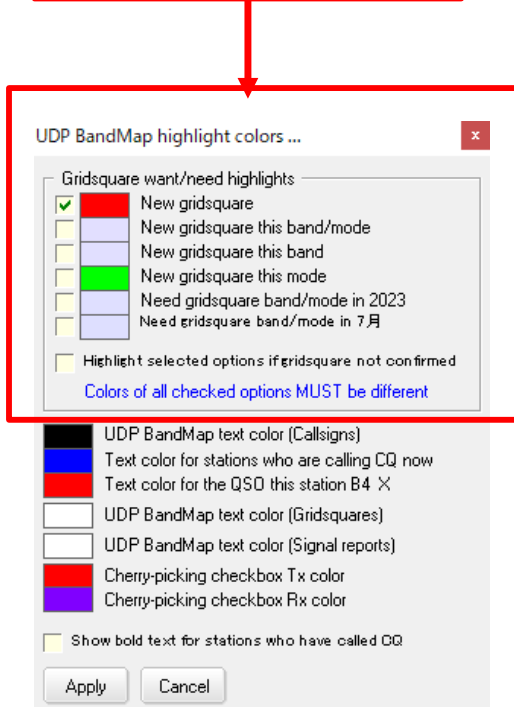 UDP BandMap highlight colors ...
x
Gridsquare want/need highlights
New gridsquare
New gridsquare this band/mode
New gridsquare this band
New gridsquare this mode
Need gridsquare band/mode in 2023
Need gridsquare band/mode in 7月
Highlight selected options if gridsquare not confirmed
Colors of all checked options MUST be different
UDP BandMap text color (Callsigns)
Text color for stations who are calling CQ now
Text color for the QSO this station B4 X
UDP BandMap text color (Gridsquares)
UDP BandMap text color (Signal reports)
Cherry-picking checkbox Tx color
Cherry-picking checkbox Rx color
Show bold text for stations who have called CQ
Apply Cancel